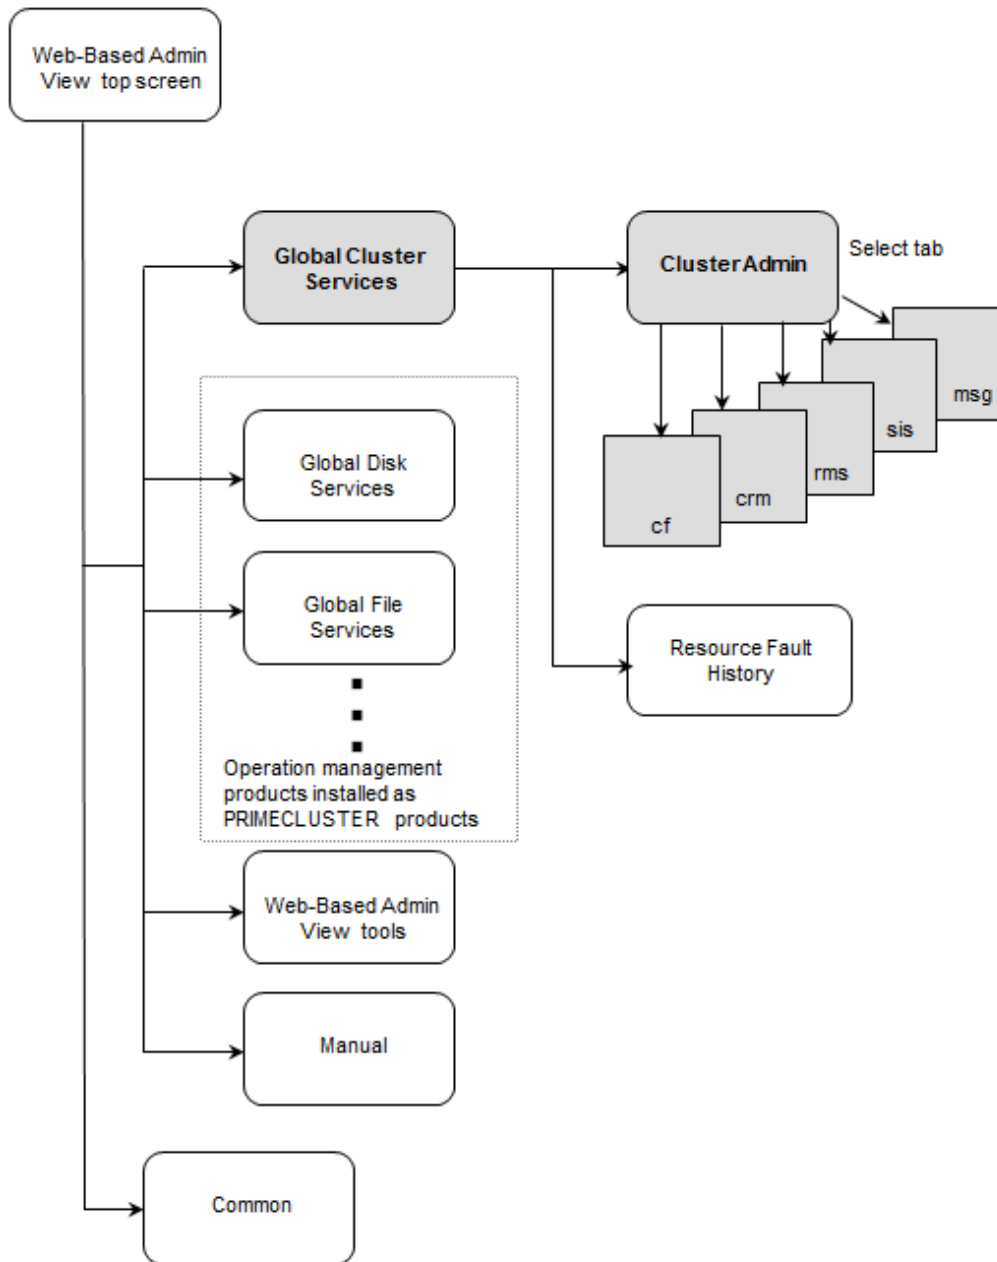 Web-Based Admin
View top screen
Global Cluster
Services
Cluster Admin
Select tab
msg
sis
rms
crm
cf
Global Disk
Services
Global File
Services
Resource Fault
History
Operation management
products installed as
PRIMECLUSTER products
Web-Based Admin
View tools
Manual
Common